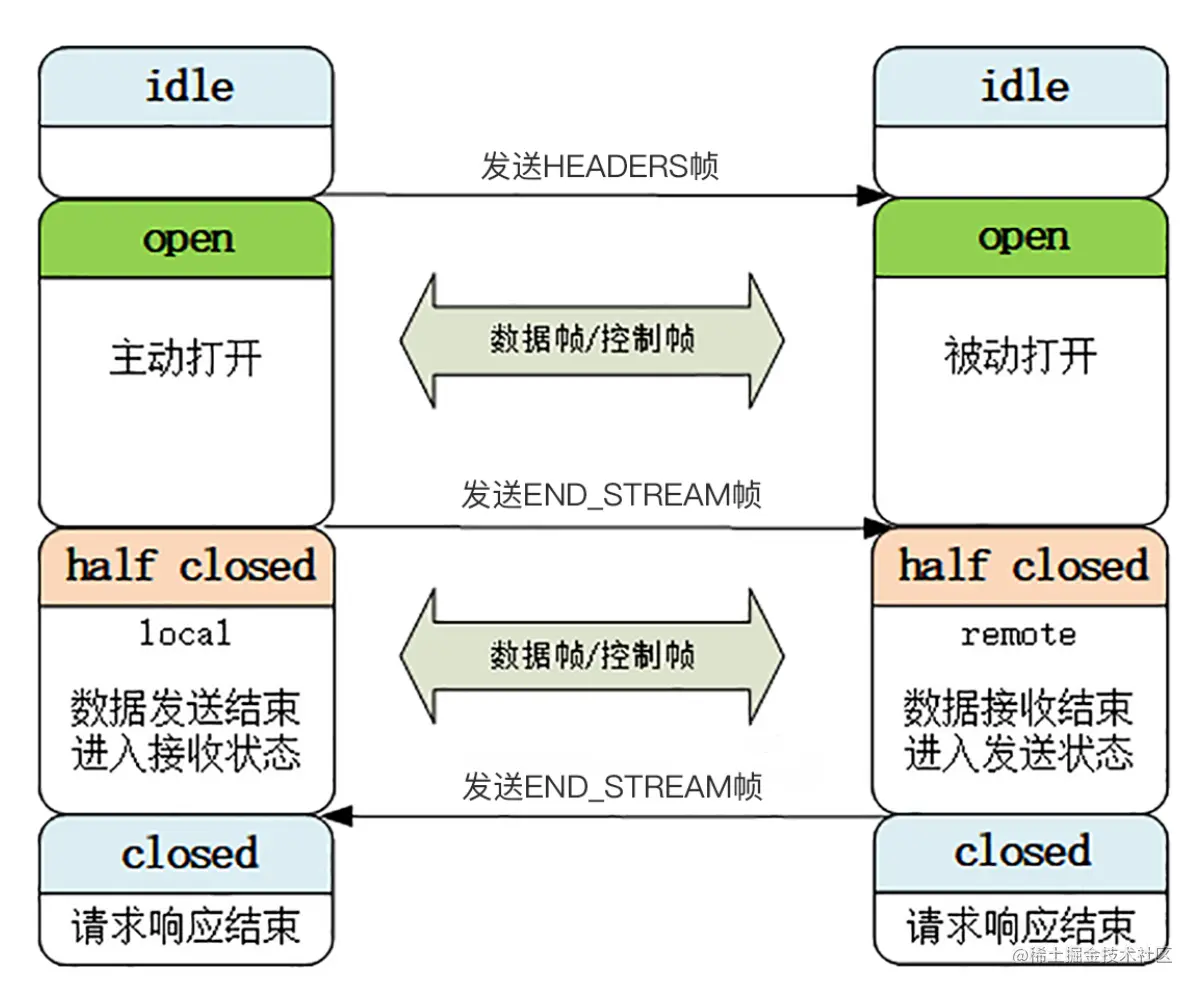 idle
idle
发送HEADERS帧
open
open
主动打开
数据帧/控制帧
被动打开
发送END_STREAM帧
half closed
half closed
local
remote
数据帧/控制帧
数据发送结束
进入接收状态
数据接收结束
进入发送状态
发送END_STREAM帧
closed
closed
请求响应结束
请求响应结束
@稀土掘金技术社区